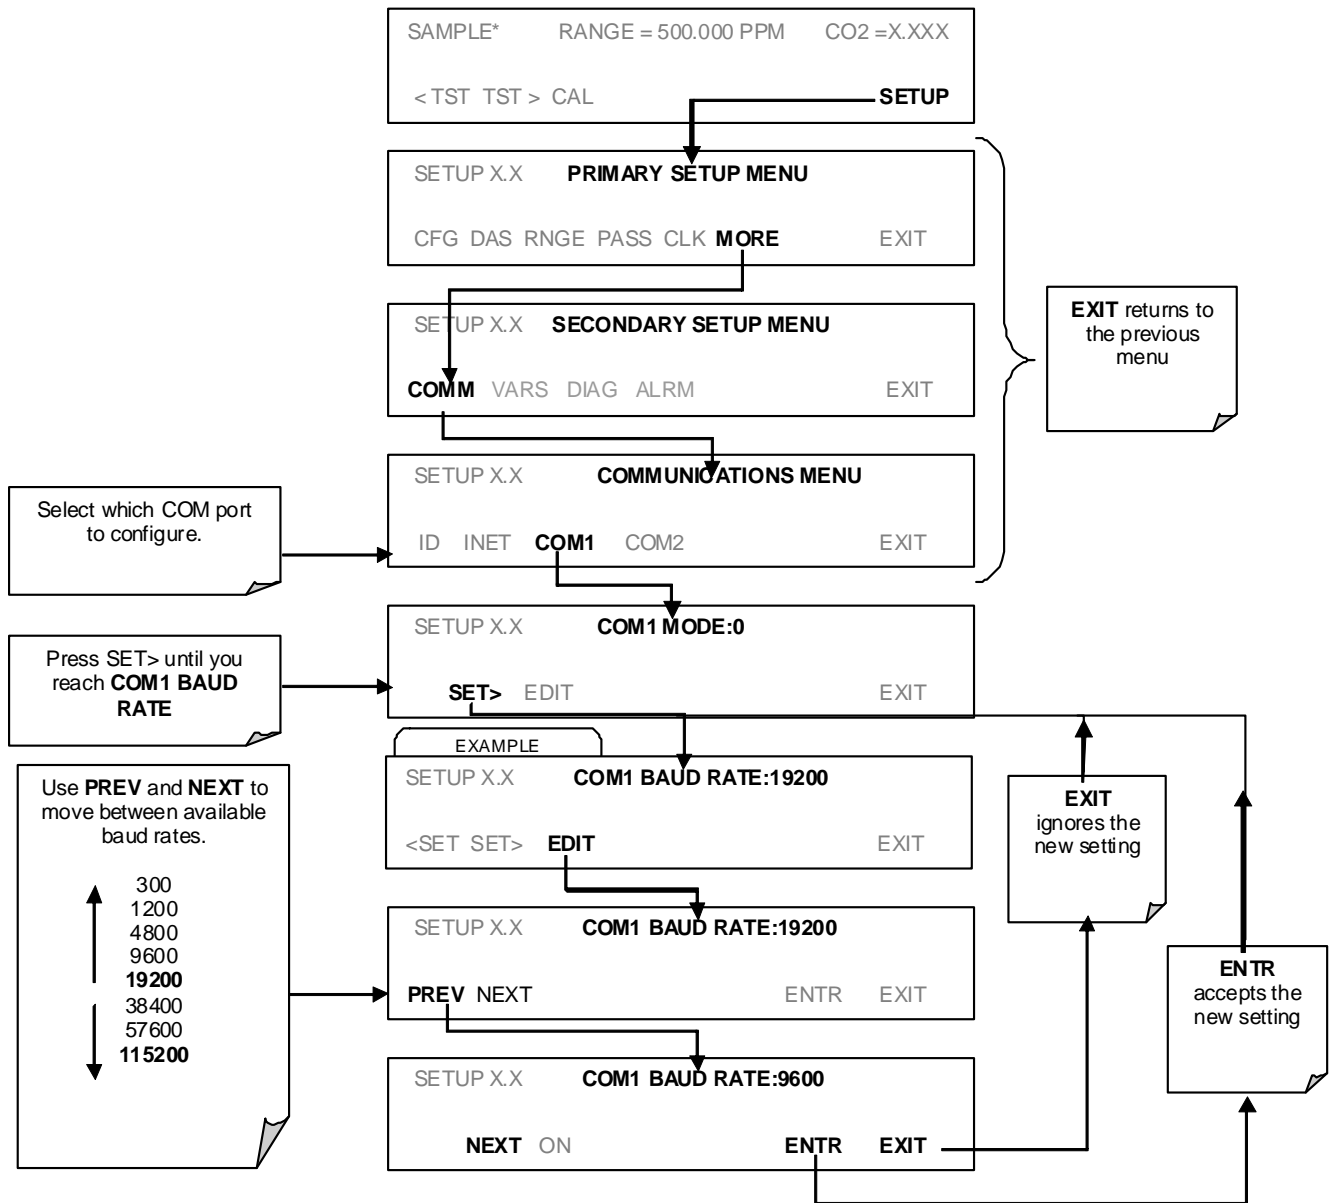 SAMPLE* RANGE = 500.000 PPM CO2 =X.XXX
< TST TST > CAL SETUP
SETUP X.X PRIMARY SETUP MENU
CFG DAS RNGE PASS CLK MORE EXIT
SETUP X.X SECONDARY SETUP MENU
COMM VARS DIAG ALRM EXIT
EXIT returns to
the previous
menu
SETUP X.X COMMUNICATIONS MENU
ID INET COM1 COM2 EXIT
Select which COM port
to configure.
SETUP X.X COM1 MODE:0
SET> EDIT EXIT
Press SET> until you
reach COM1 BAUD
RATE
EXAMPLE
SETUP X.X COM1 BAUD RATE:19200
<SET SET> EDIT EXIT
Use PREV and NEXT to
move between available
baud rates.
300
1200
4800
9600
19200
38400
57600
115200
EXIT
ignores the
new setting
SETUP X.X COM1 BAUD RATE:19200
PREV NEXT ENTR EXIT
ENTR
accepts the
new setting
SETUP X.X COM1 BAUD RATE:9600
NEXT ON ENTR EXIT